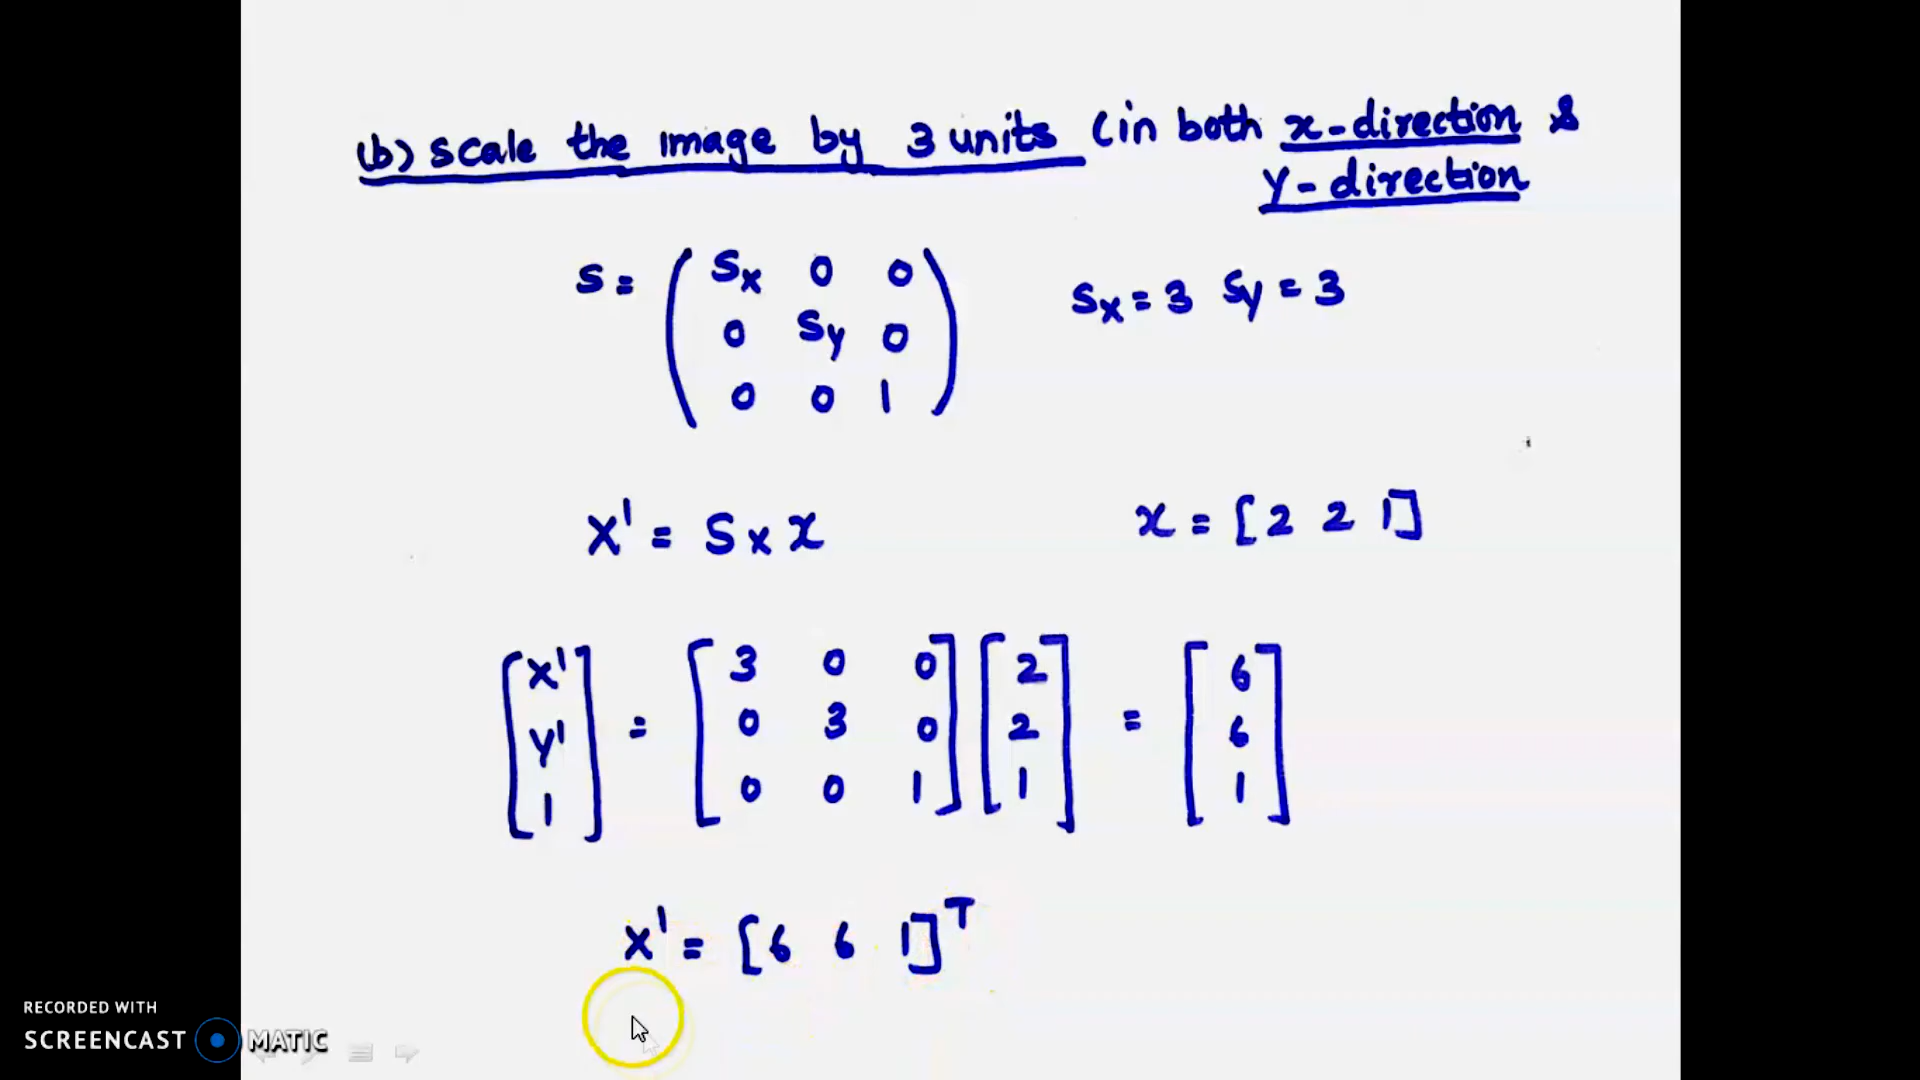 (b) scale the image by 3 units (in both x-direction &
y-direction
S = ( Sx 0 0
0 Sy 0
0 0 1 )
Sx = 3 Sy = 3
X' = S x x
x = [2 2 1]
[ x' y' 1 ] = [ 3 0 0
0 3 0
0 0 1 ] [ 2 2 1 ] = [ 6 6 1 ]
X' = [6 6 1]ᵀ
RECORDED WITH
SCREENCAST MATIC